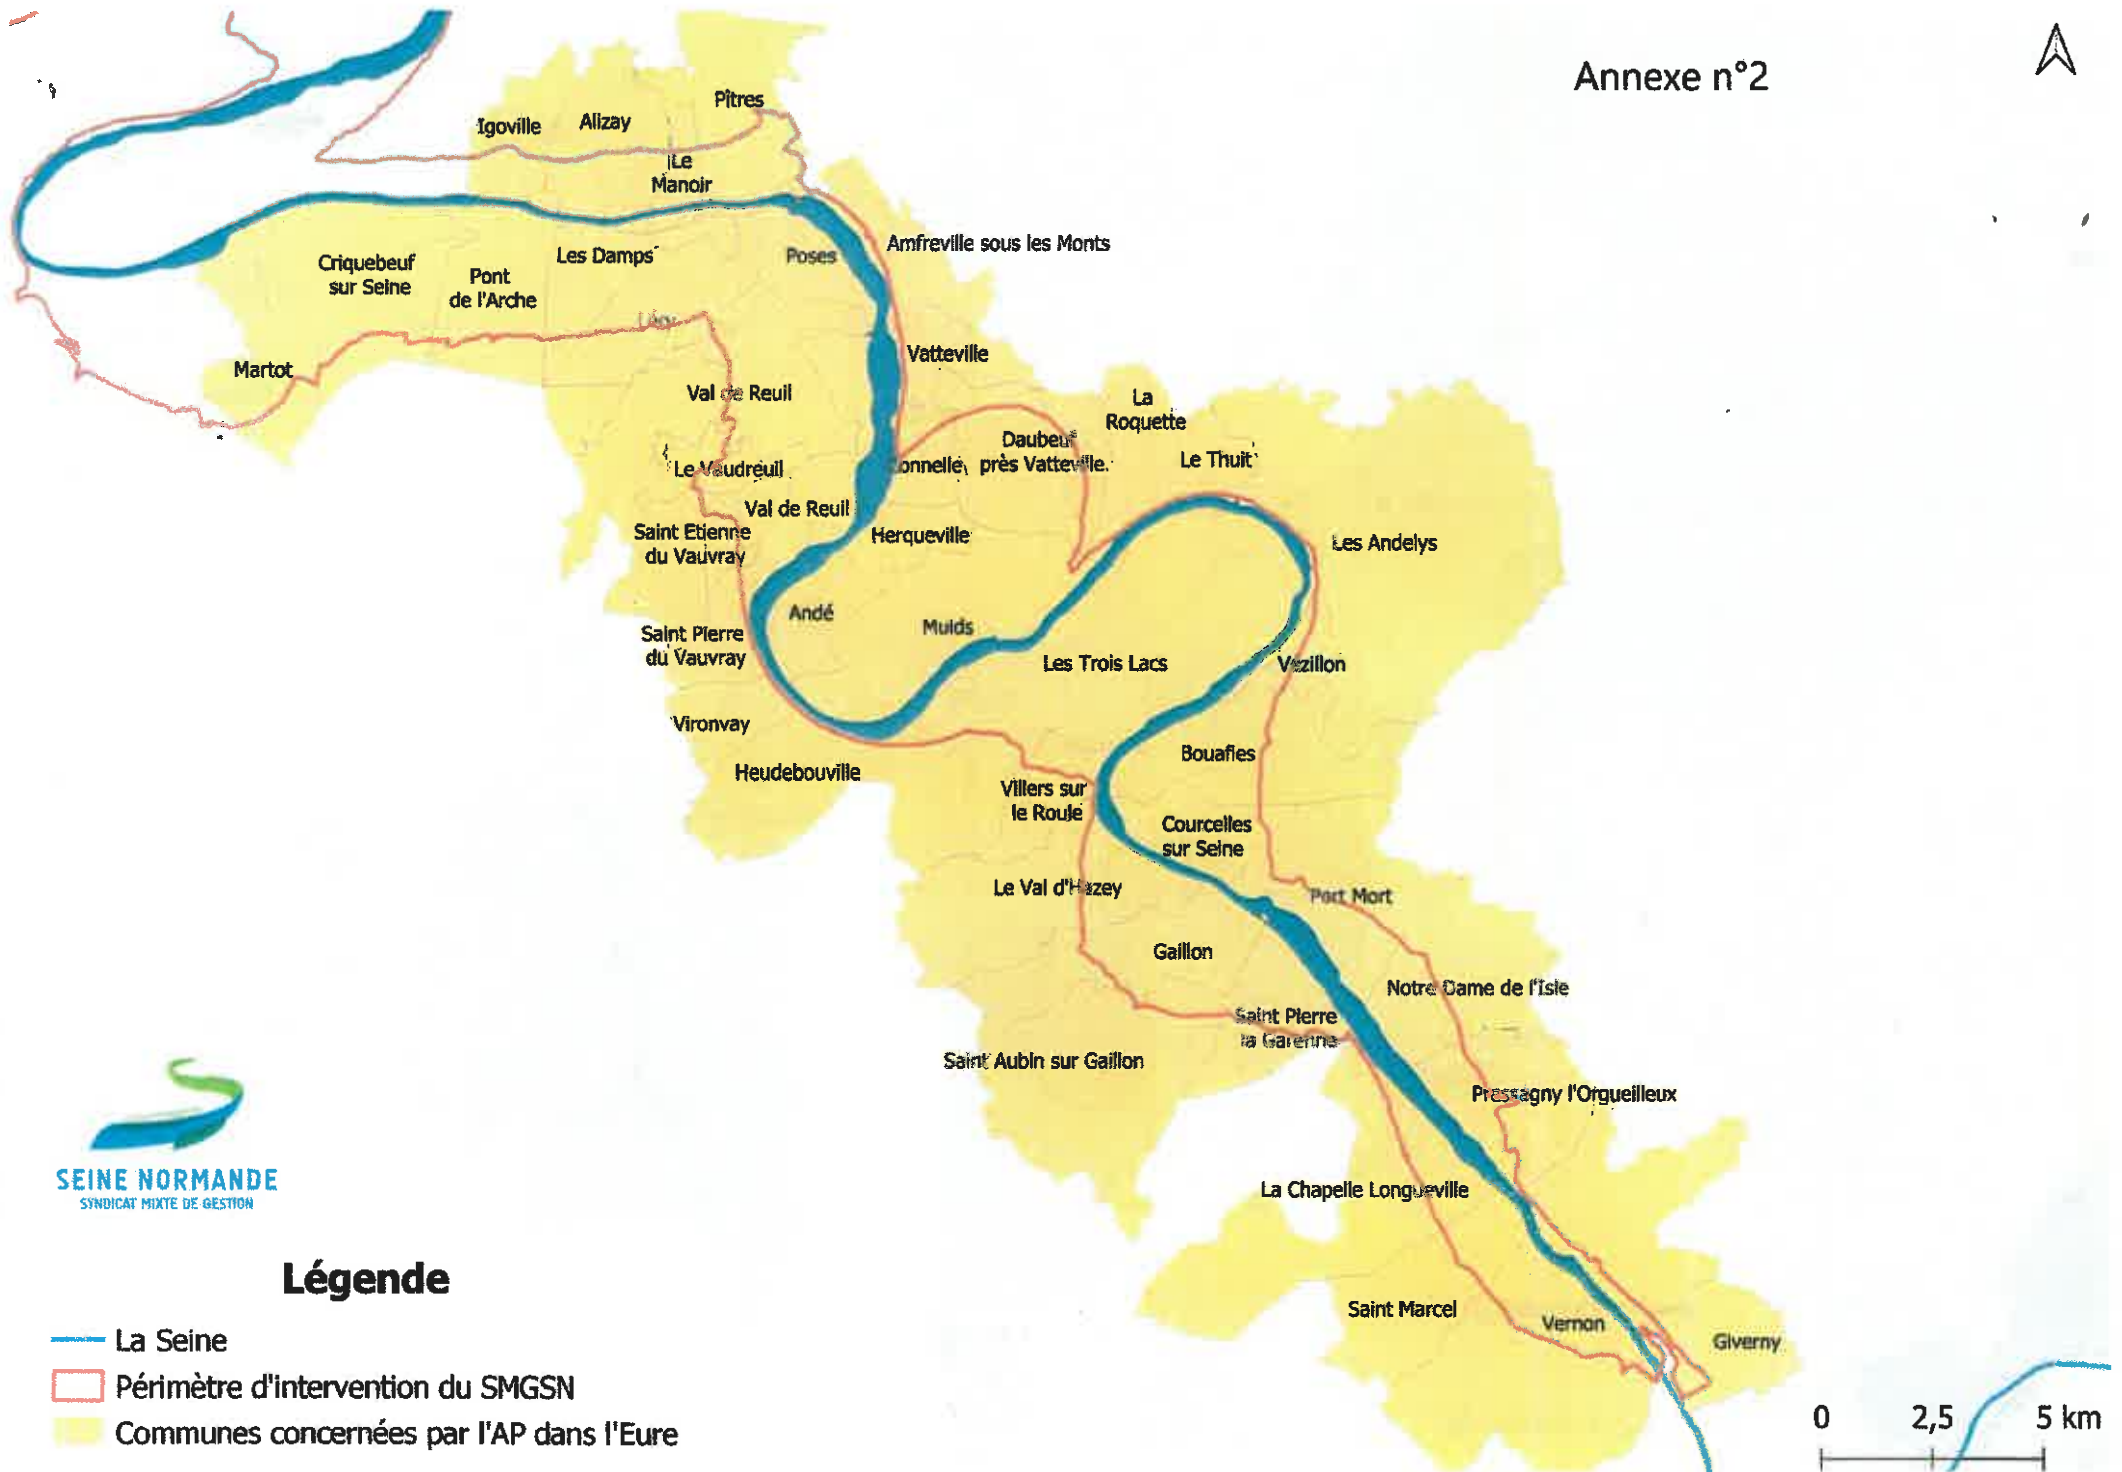 Annexe n°2
Pîtres
Igoville
Alizay
Le
Manoir
Amfreville sous les Monts
Les Damps
Poses
Criquebeuf
sur Seine
Pont
de l'Arche
Martot
Vatteville
Val de Reuil
La
Roquette
Daubeuf
près Vatteville
Le Thuit
Connelle
Le Vaudreuil
Val de Reuil
Saint Etienne
du Vauvray
Herqueville
Les Andelys
Andé
Muids
Saint Pierre
du Vauvray
Les Trois Lacs
Vezillon
Vironvay
Bouafles
Heudebouville
Villers sur
le Roule
Courcelles
sur Seine
Le Val d'Hazey
Port Mort
Gaillon
Notre Dame de l'Isle
Saint Pierre
la Garenne
Saint Aubin sur Gaillon
Pressagny l'Orgueilleux
La Chapelle Longueville
Saint Marcel
Vernon
Giverny
SEINE NORMANDE
SYNDICAT MIXTE DE GESTION
Légende
La Seine
Périmètre d'intervention du SMGSN
Communes concernées par l'AP dans l'Eure
0 2,5 5 km